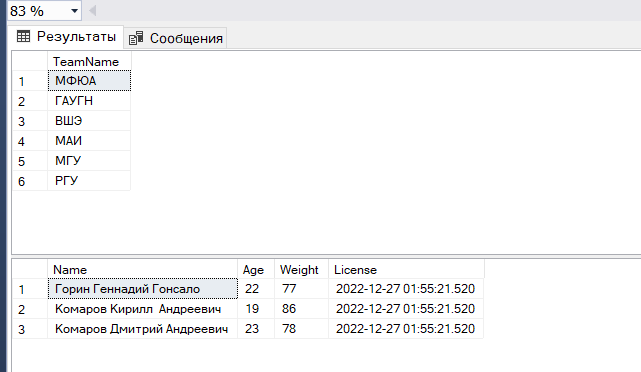 83 %
Результаты Сообщения
TeamName
1 МФЮА
2 ГАУГН
3 ВШЭ
4 МАИ
5 МГУ
6 РГУ
Name Age Weight License
1 Горин Геннадий Гонсало 22 77 2022-12-27 01:55:21.520
2 Комаров Кирилл  Андреевич 19 86 2022-12-27 01:55:21.520
3 Комаров Дмитрий Андреевич 23 78 2022-12-27 01:55:21.520